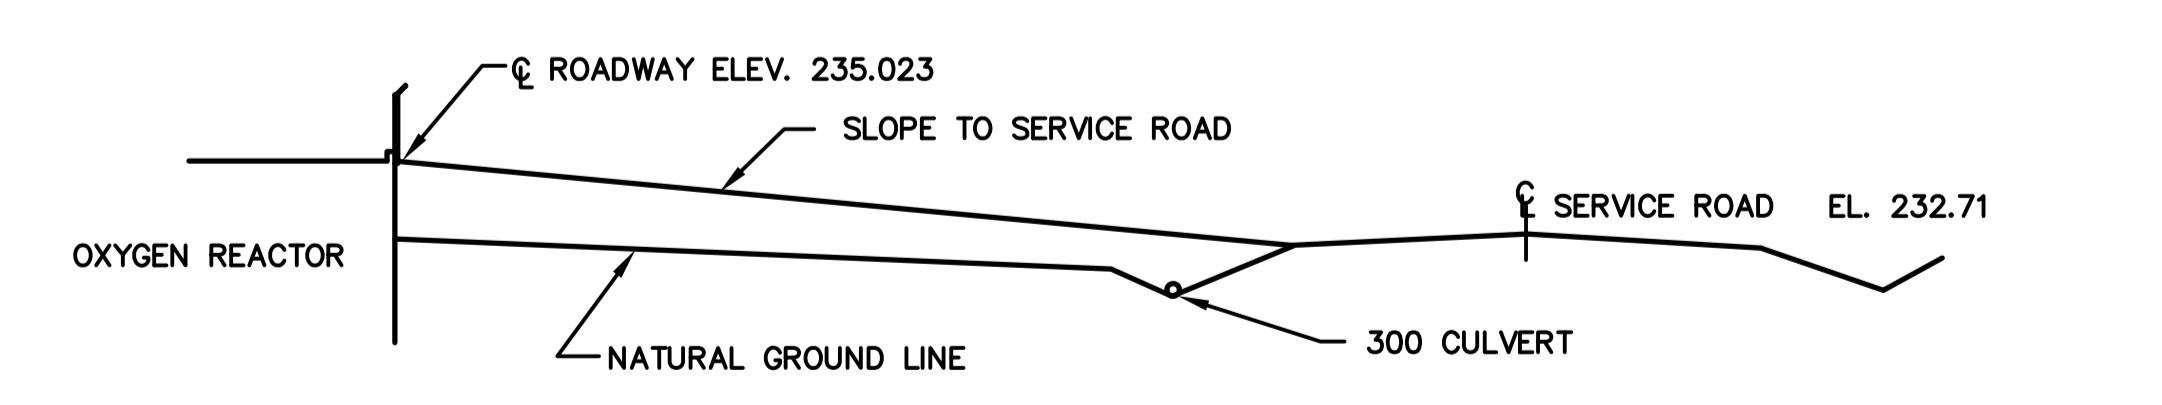 ℄ ROADWAY ELEV. 235.023
SLOPE TO SERVICE ROAD
℄ SERVICE ROAD EL. 232.71
OXYGEN REACTOR
300 CULVERT
NATURAL GROUND LINE